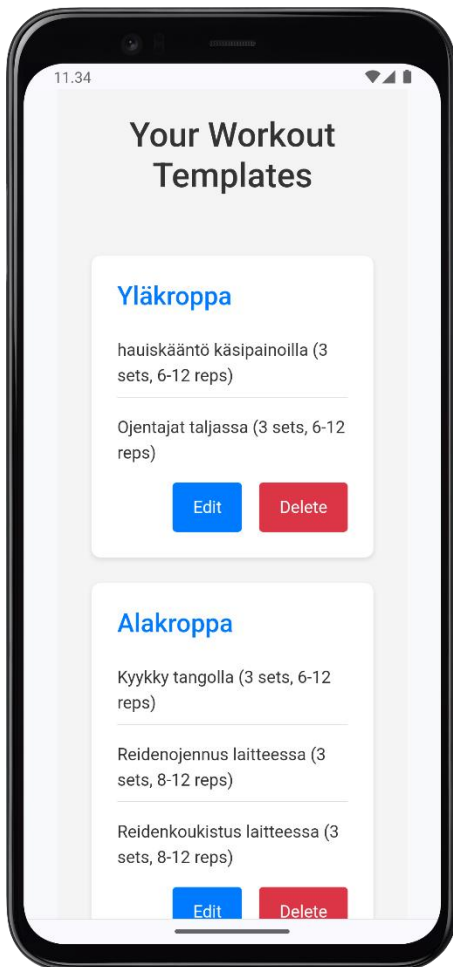 11.34
Your Workout
Templates
Yläkroppa
hauiskääntö käsipainoilla (3
sets, 6-12 reps)
Ojentajat taljassa (3 sets, 6-12
reps)
Edit Delete
Alakroppa
Kyykky tangolla (3 sets, 6-12
reps)
Reidenojennus laitteessa (3
sets, 8-12 reps)
Reidenkoukistus laitteessa (3
sets, 8-12 reps)
Edit Delete